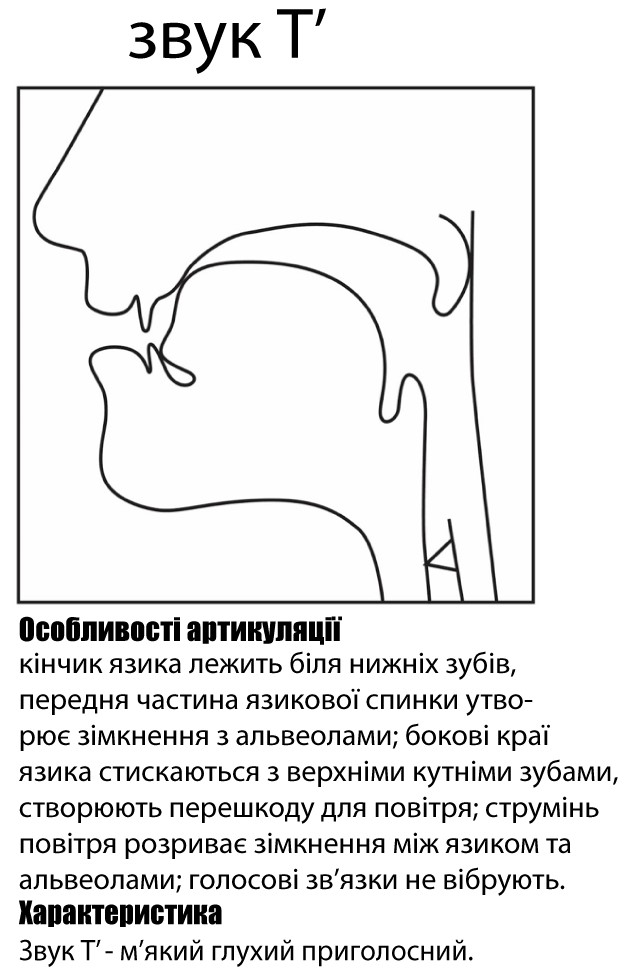 звук Т’
Особливості артикуляції
кінчик язика лежить біля нижніх зубів,
передня частина язикової спинки утво-
рює зімкнення з альвеолами; бокові краї
язика стискаються з верхніми кутніми зубами,
створюють перешкоду для повітря; струмінь
повітря розриває зімкнення між язиком та
альвеолами; голосові зв’язки не вібрують.
Характеристика
Звук Т’ - м’який глухий приголосний.